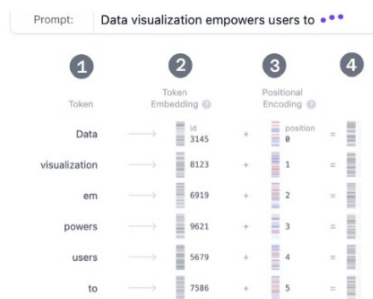 Prompt: Data visualization empowers users to
1 2 3 4
Token
Token Embedding
Positional Encoding
id position
Data 3145 + 0 =
visualization 8123 + 1 =
em 6919 + 2 =
powers 9621 + 3 =
users 5679 + 4 =
to 7586 + 5 =